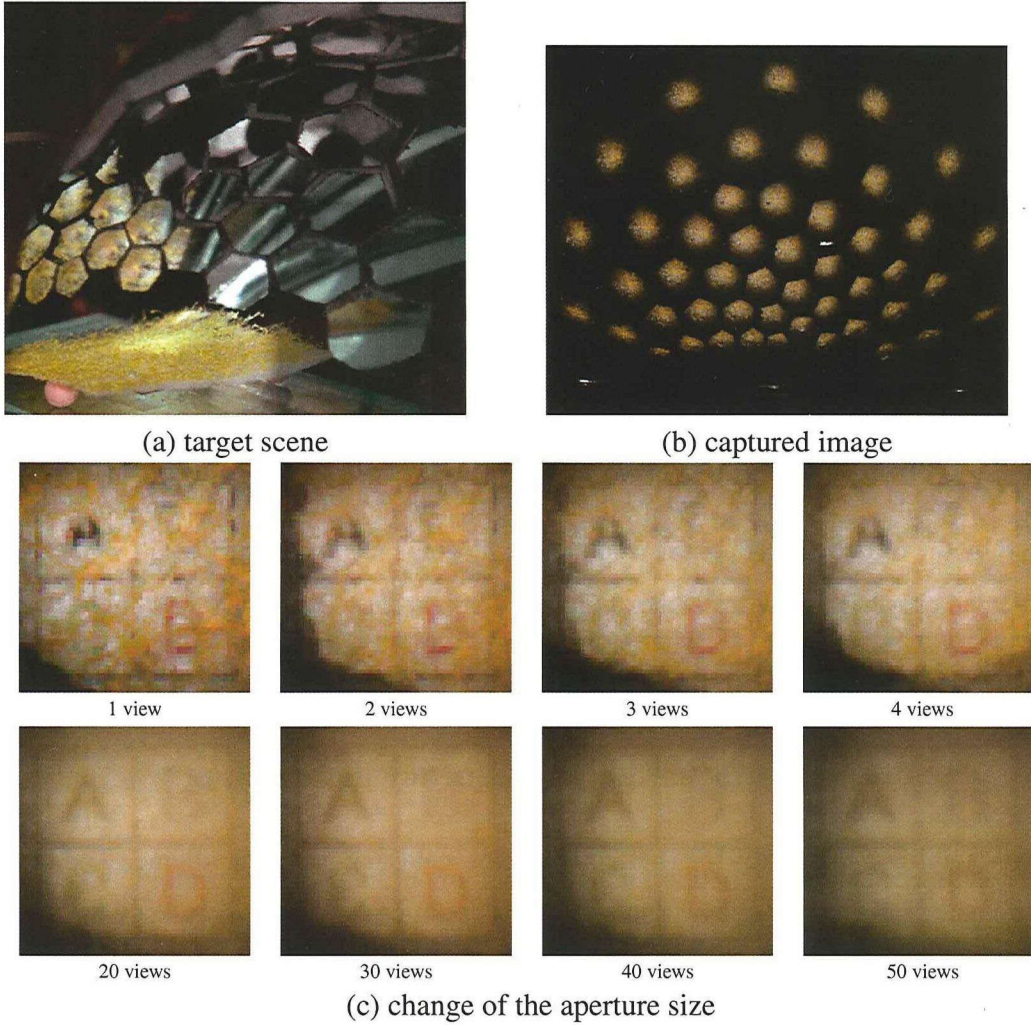 (a) target scene
(b) captured image
A
E
1 view
A
E
2 views
A
D
3 views
A
D
4 views
A
D
20 views
A
D
30 views
A
D
40 views
A
50 views
(c) change of the aperture size